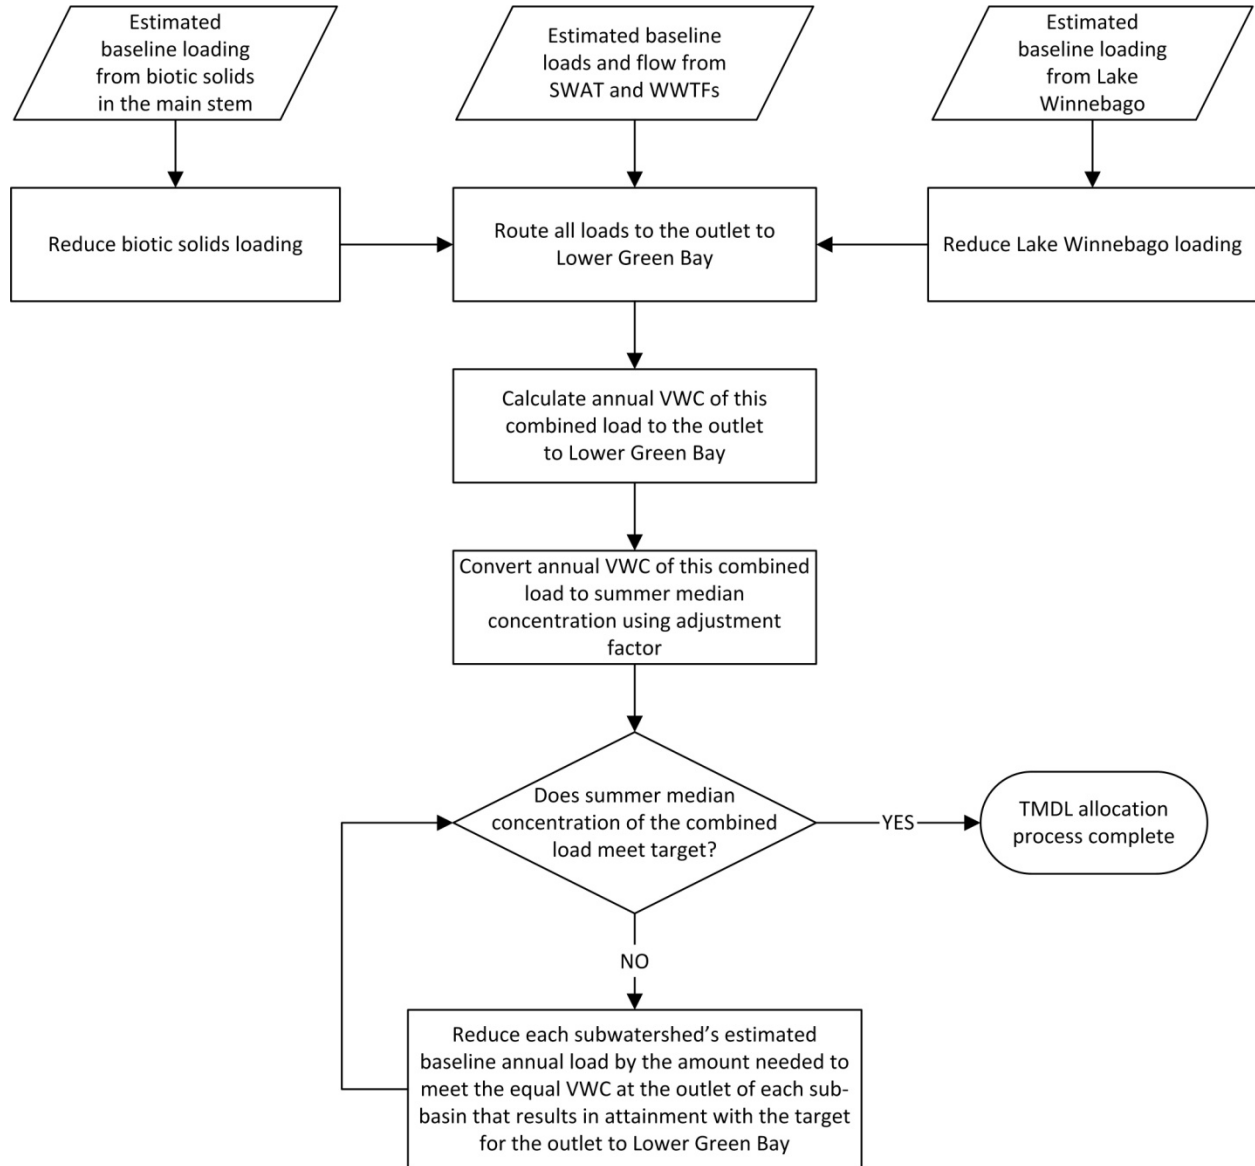 Estimated
baseline loading
from biotic solids
in the main stem
Estimated baseline
loads and flow from
SWAT and WWTFs
Estimated
baseline loading
from Lake
Winnebago
Reduce biotic solids loading
Route all loads to the outlet to
Lower Green Bay
Reduce Lake Winnebago loading
Calculate annual VWC of this
combined load to the outlet
to Lower Green Bay
Convert annual VWC of this combined
load to summer median
concentration using adjustment
factor
Does summer median
concentration of the combined
load meet target?
YES
TMDL allocation
process complete
NO
Reduce each subwatershed’s estimated
baseline annual load by the amount needed to
meet the equal VWC at the outlet of each sub-
basin that results in attainment with the target
for the outlet to Lower Green Bay